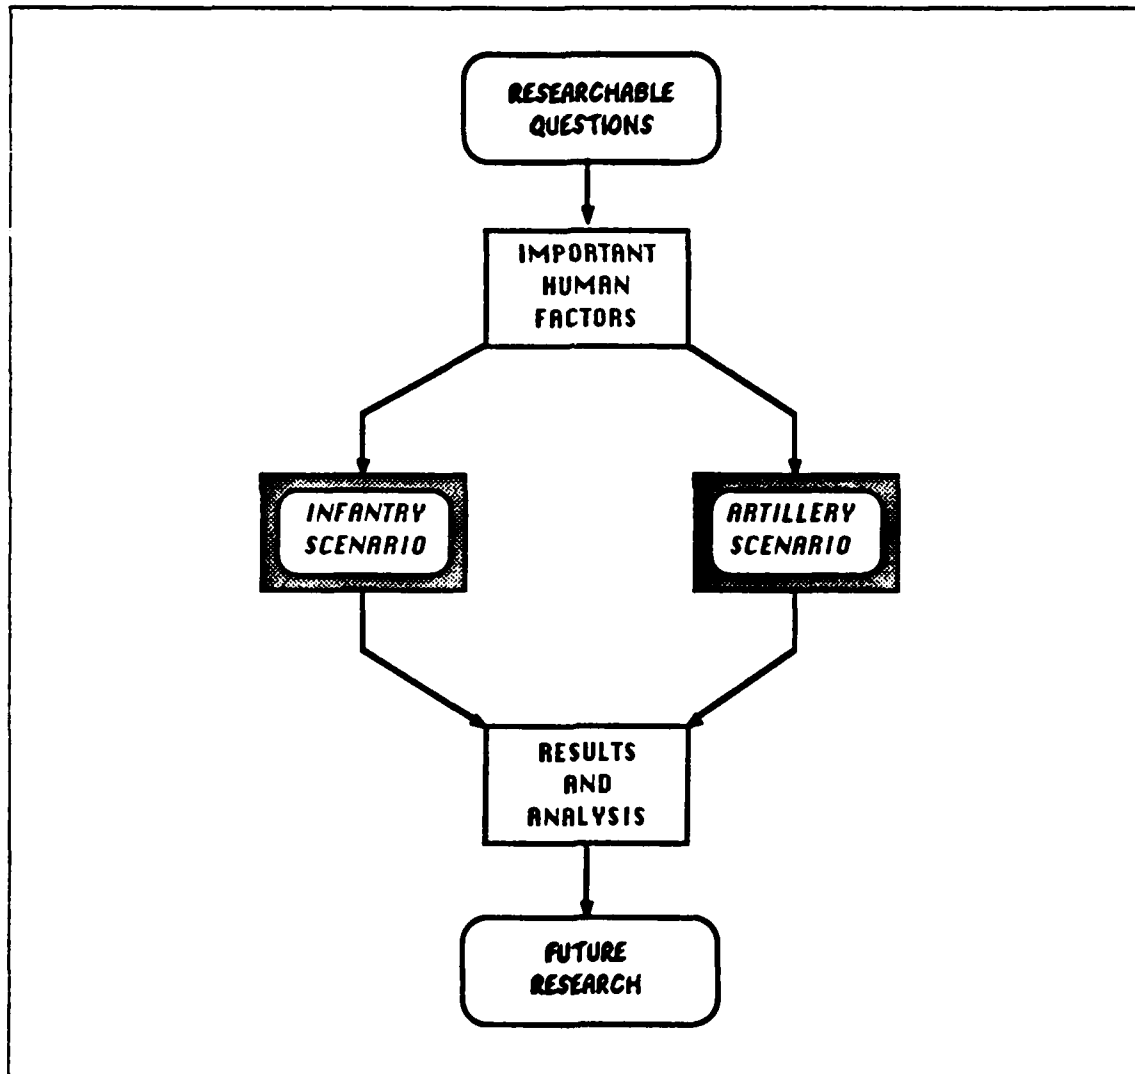 RESEARCHABLE
QUESTIONS
IMPORTANT
HUMAN
FACTORS
INFANTRY
SCENARIO
ARTILLERY
SCENARIO
RESULTS
AND
ANALYSIS
FUTURE
RESEARCH